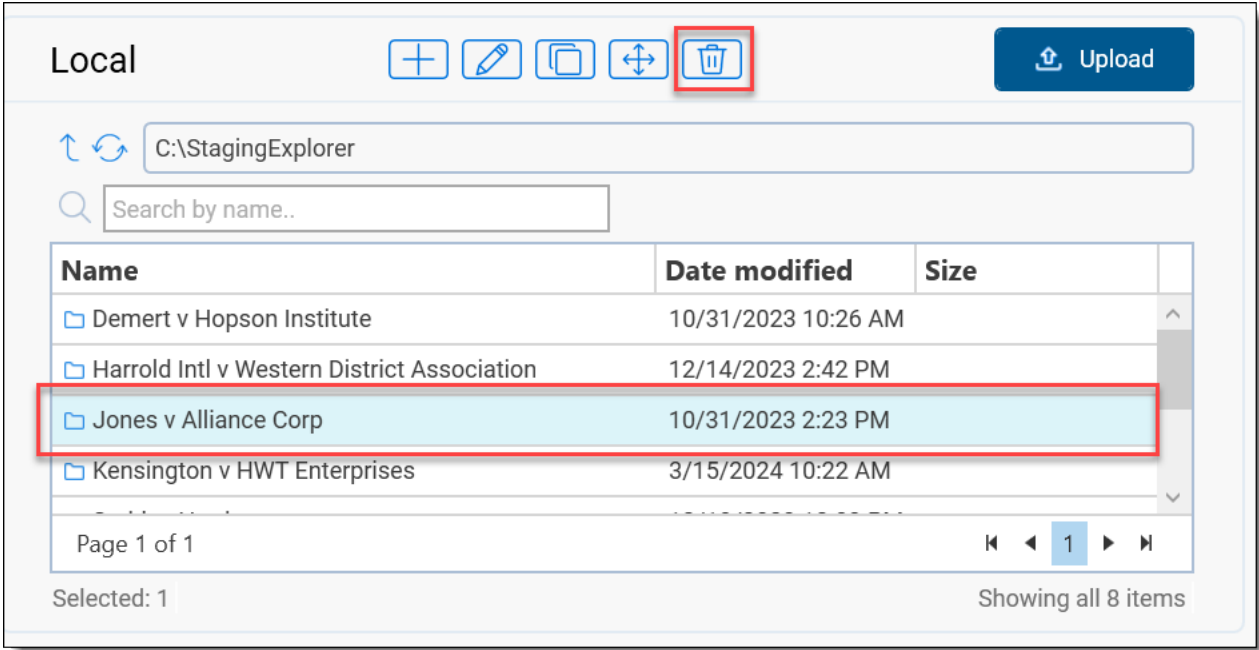 Local
Upload
C:\StagingExplorer
Search by name..
Name Date modified Size
Demert v Hopson Institute 10/31/2023 10:26 AM
Harrold Intl v Western District Association 12/14/2023 2:42 PM
Jones v Alliance Corp 10/31/2023 2:23 PM
Kensington v HWT Enterprises 3/15/2024 10:22 AM
Page 1 of 1 1
Selected: 1 Showing all 8 items